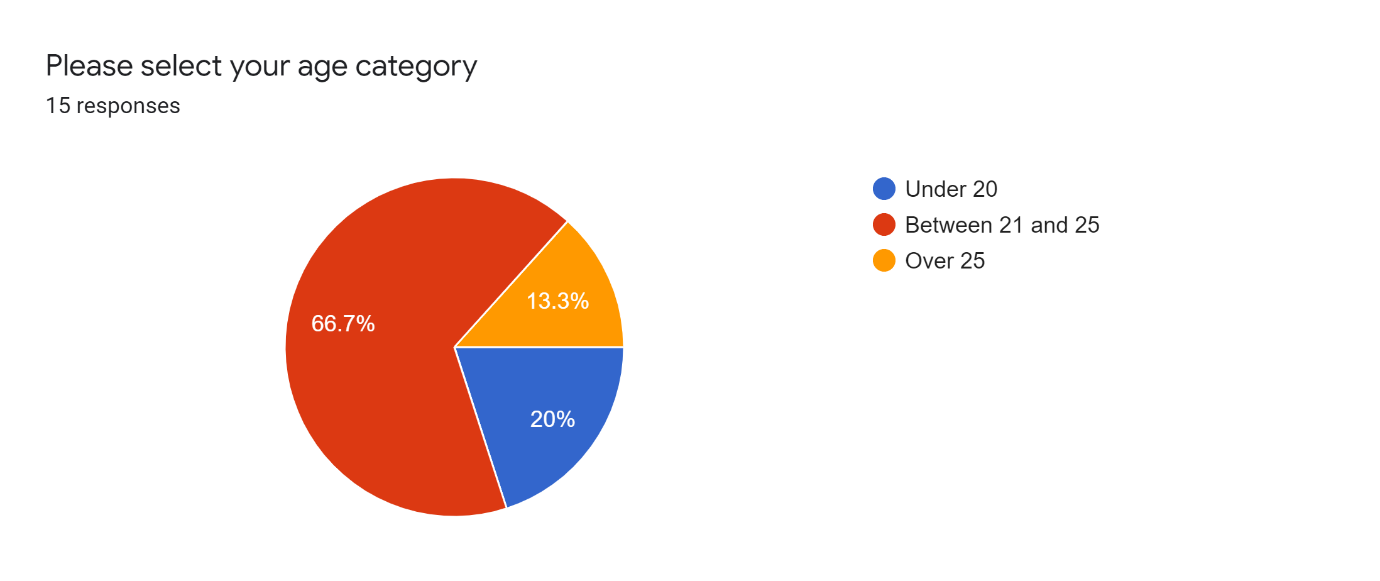 Please select your age category
15 responses
Under 20
Between 21 and 25
Over 25
13.3%
66.7%
20%